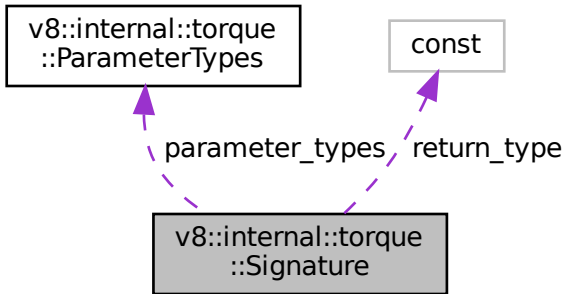 v8::internal::torque
::ParameterTypes
const
parameter_types
return_type
v8::internal::torque
::Signature